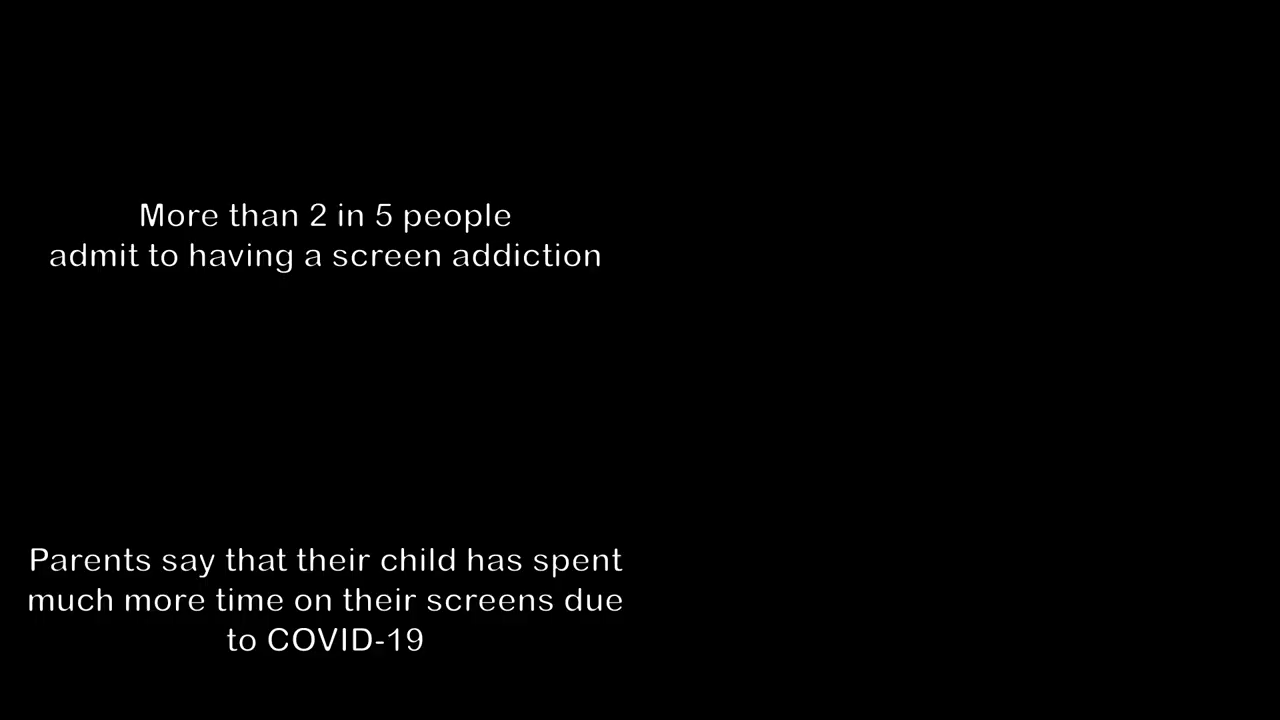 More than 2 in 5 people
admit to having a screen addiction
Parents say that their child has spent
much more time on their screens due
to COVID-19